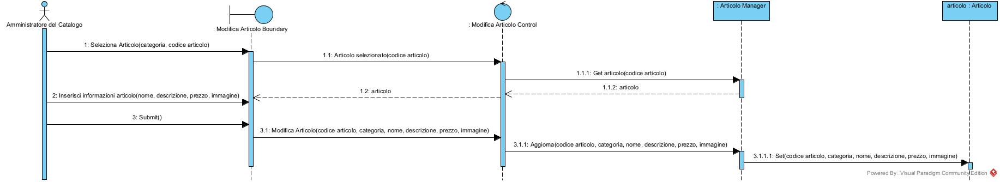 : Articolo Manager
articolo : Articolo
Amministratore del Catalogo
: Modifica Articolo Boundary
: Modifica Articolo Control
1: Seleziona Articolo(categoria, codice articolo)
1.1: Articolo selezionato(codice articolo)
1.1.1: Get articolo(codice articolo)
1.1.2: articolo
1.2: articolo
2: Inserisci informazioni articolo(nome, descrizione, prezzo, immagine)
3: Submit()
3.1: Modifica Articolo(codice articolo, categoria, nome, descrizione, prezzo, immagine)
3.1.1: Aggiorna(codice articolo, categoria, nome, descrizione, prezzo, immagine)
3.1.1.1: Set(codice articolo, categoria, nome, descrizione, prezzo, immagine)
Powered By Visual Paradigm Community Edition